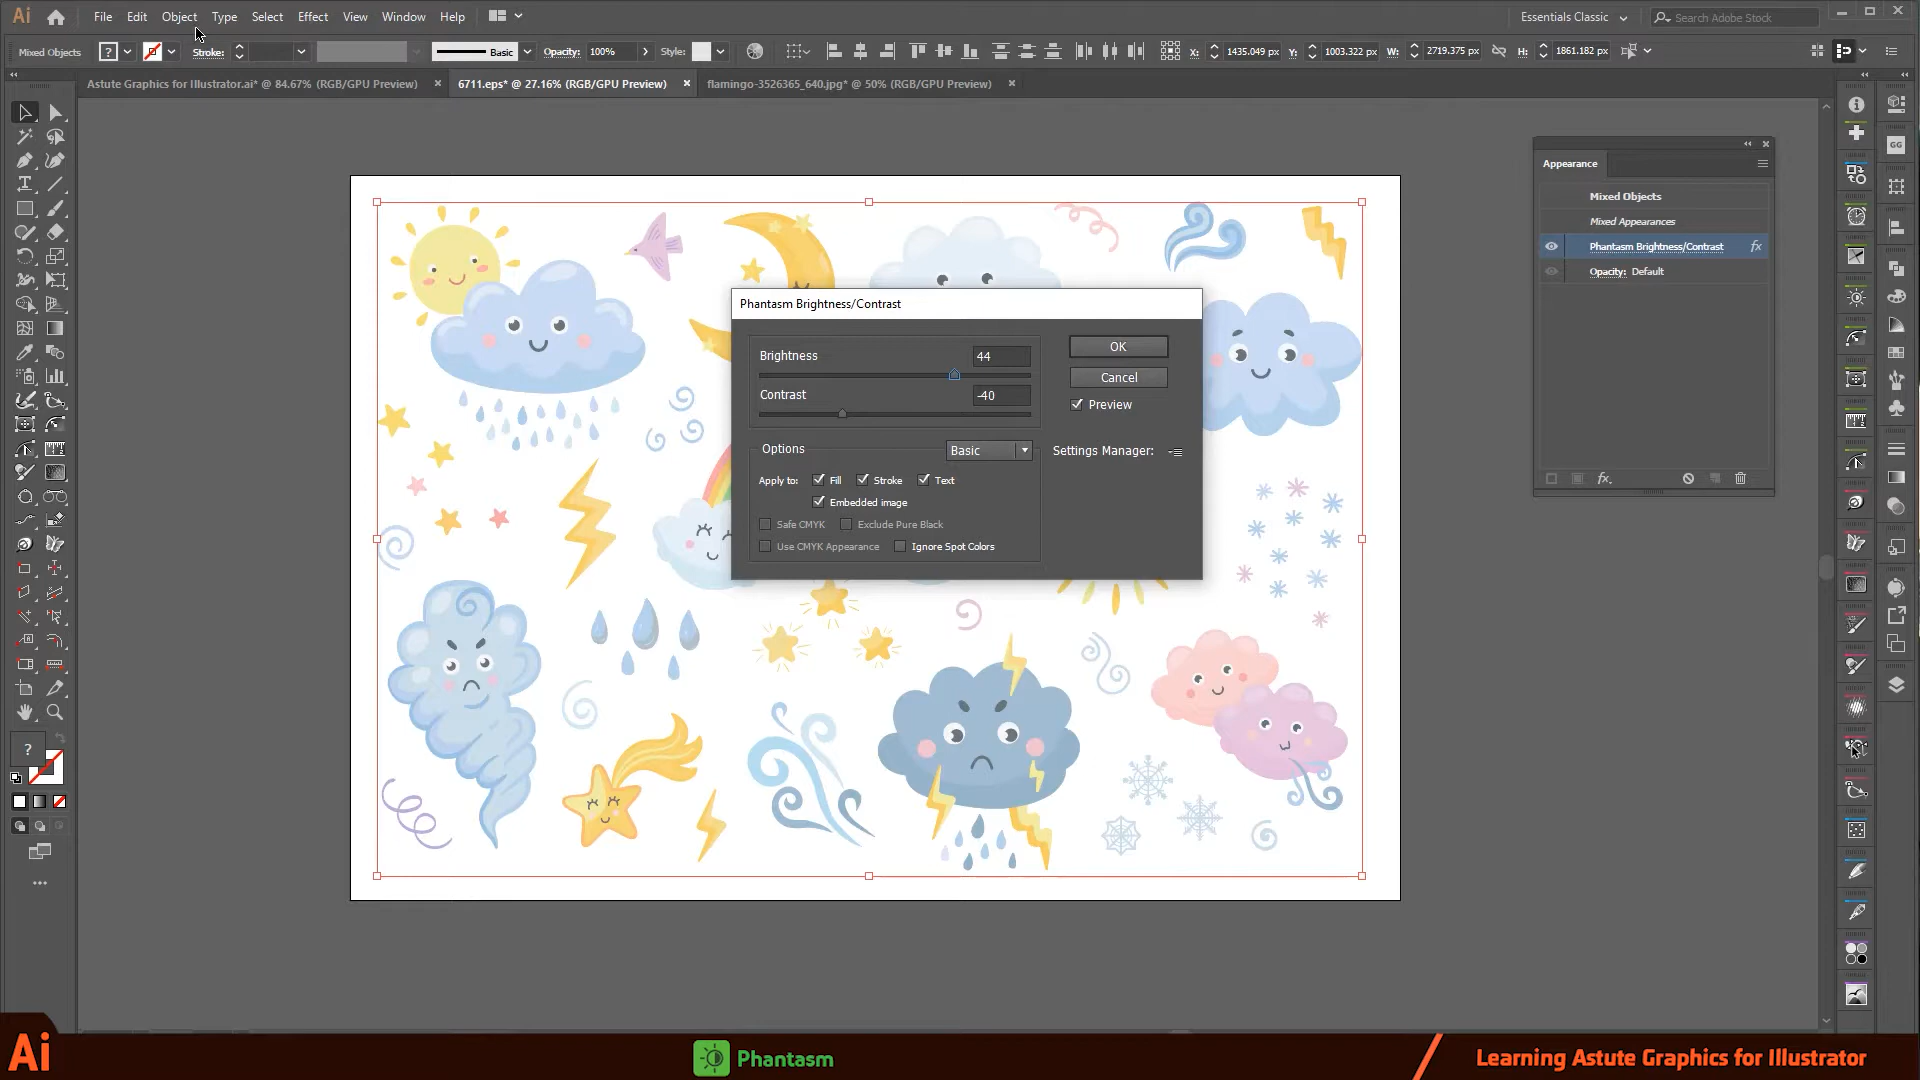 Ai File Edit Object Type Select Effect View Window Help Essentials Classic Search Adobe Stock
Mixed Objects ? Stroke: Basic Opacity: 100% Style: X: 1435.049 px Y: 1003.322 px W: 2719.375 px H: 1861.182 px
Astute Graphics for Illustrator.ai* @ 84.67% (RGB/GPU Preview) × 6711.eps* @ 27.16% (RGB/GPU Preview) × flamingo-3526365_640.jpg* @ 50% (RGB/GPU Preview) ×
Appearance
Mixed Objects
Mixed Appearances
Phantasm Brightness/Contrast fx
Opacity: Default
fx
GG
Phantasm Brightness/Contrast
Brightness 44
Contrast -40
OK
Cancel
Preview
Options Basic Settings Manager:
Apply to: Fill Stroke Text
Embedded image
Safe CMYK Exclude Pure Black
Use CMYK Appearance Ignore Spot Colors
?
Ai Phantasm Learning Astute Graphics for Illustrator